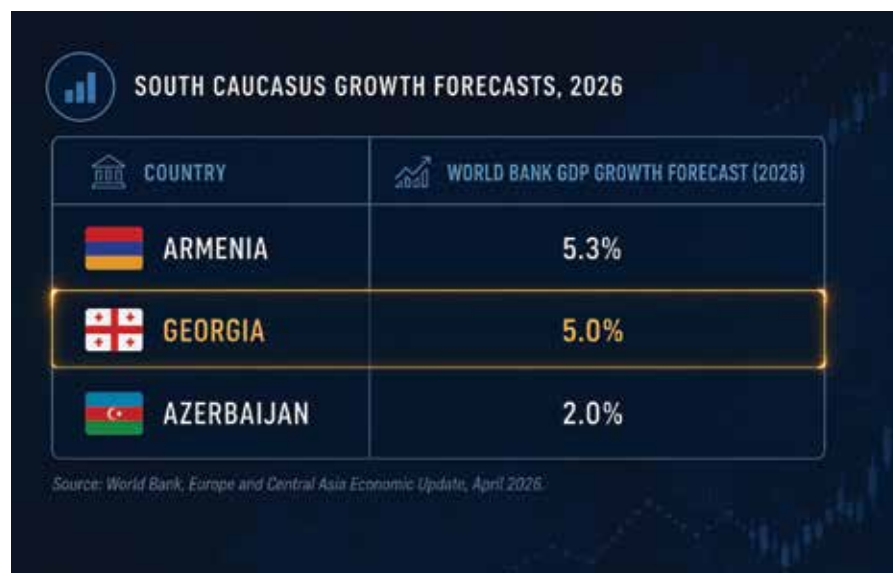 SOUTH CAUCASUS GROWTH FORECASTS, 2026
COUNTRY WORLD BANK GDP GROWTH FORECAST (2026)
ARMENIA 5.3%
GEORGIA 5.0%
AZERBAIJAN 2.0%
Source: World Bank, Europe and Central Asia Economic Update, April 2026.